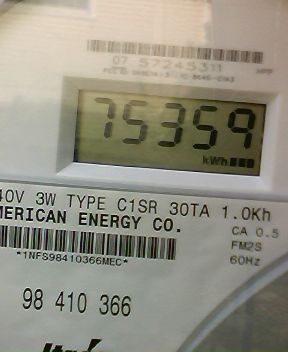 07 57245311
75359
kWh
40V 3W TYPE C1SR 30TA 1.0Kh
MERICAN ENERGY CO.
CA 0.5
FM2S
*1NFS98410366MEC*
60Hz
98 410 366